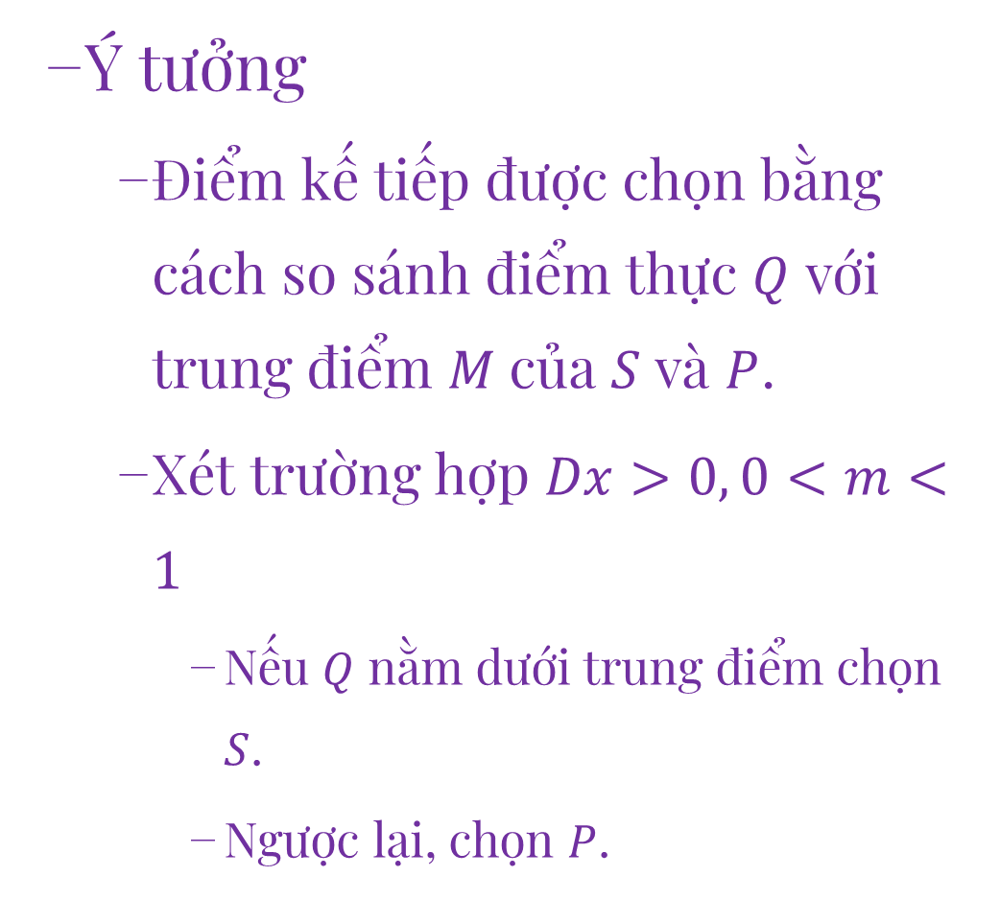 –Ý tưởng
–Điểm kế tiếp được chọn bằng
cách so sánh điểm thực Q với
trung điểm M của S và P.
–Xét trường hợp Dx > 0, 0 < m <
1
– Nếu Q nằm dưới trung điểm chọn
S.
– Ngược lại, chọn P.